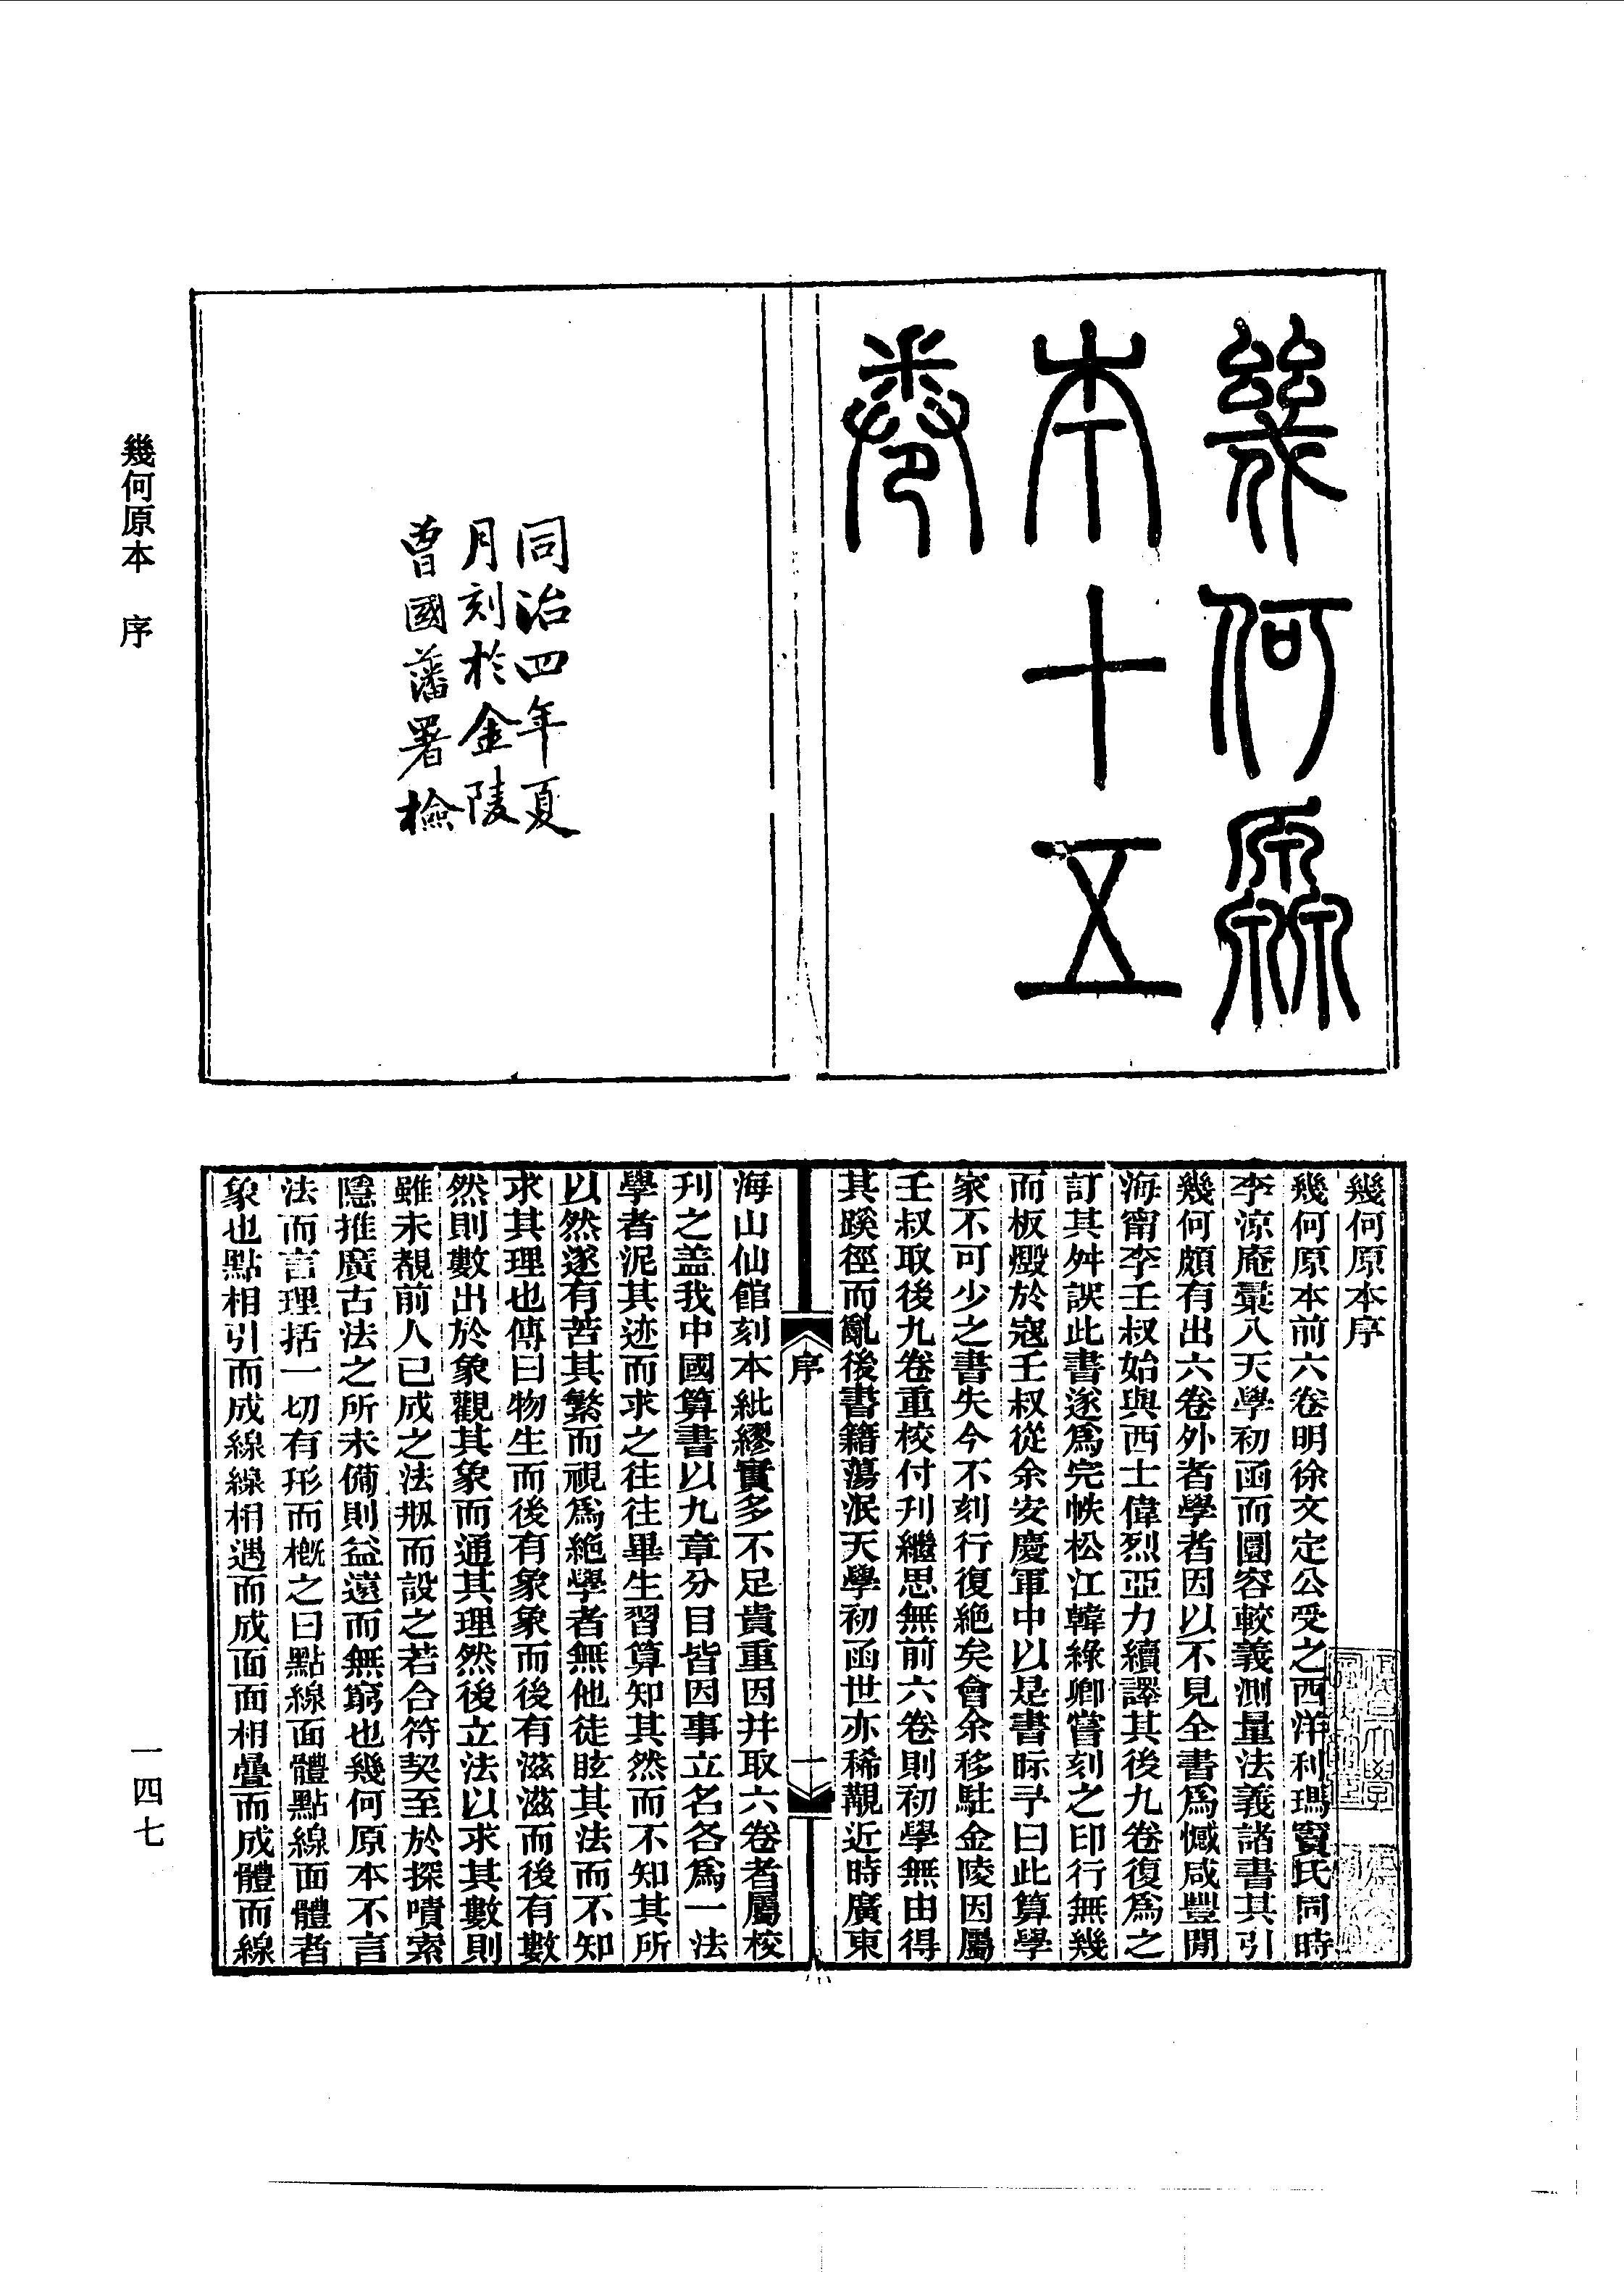 幾何原
本十五
卷
同治四年夏
月刻於金陵
曾國藩署檢
幾何原本序
幾何原本前六卷明徐文定公受之西洋利瑪竇氏同時
李涼庵彙入天學初函而圜容較義測量法義諸書其引
幾何頗有出六卷外者學者因以不見全書為憾咸豐閒
海甯李壬叔始與西士偉烈亞力續譯其後九卷復為之
訂其舛誤此書遂為完帙松江韓綠卿嘗刻之印行無幾
而板燬於寇壬叔從余安慶軍中以是書眎予曰此算學
家不可少之書失今不刻行復絕矣會余移駐金陵因屬
壬叔取後九卷重校付刊繼思無前六卷則初學無由得
其蹊徑而亂後書籍蕩泯天學初函世亦稀覯近時廣東
序
一
海山仙館刻本紕繆實多不足貴重因并取六卷者屬校
刊之蓋我中國算書以九章分目皆因事立名各為一法
學者泥其迹而求之往往畢生習算知其然而不知其所
以然遂有苦其繁而視為絕學者無他徒眩其法而不知
求其理也傳曰物生而後有象象而後有滋滋而後有數
然則數出於象觀其象而通其理然後立法以求其數則
雖未覩前人已成之法刱而設之若合符契至於探嘖索
隱推廣古法之所未備則益遠而無窮也幾何原本不言
法而言理括一切有形而概之曰點線面體點線面體者
象也點相引而成線線相遇而成面面相疊而成體而線
幾何原本 序
一四七